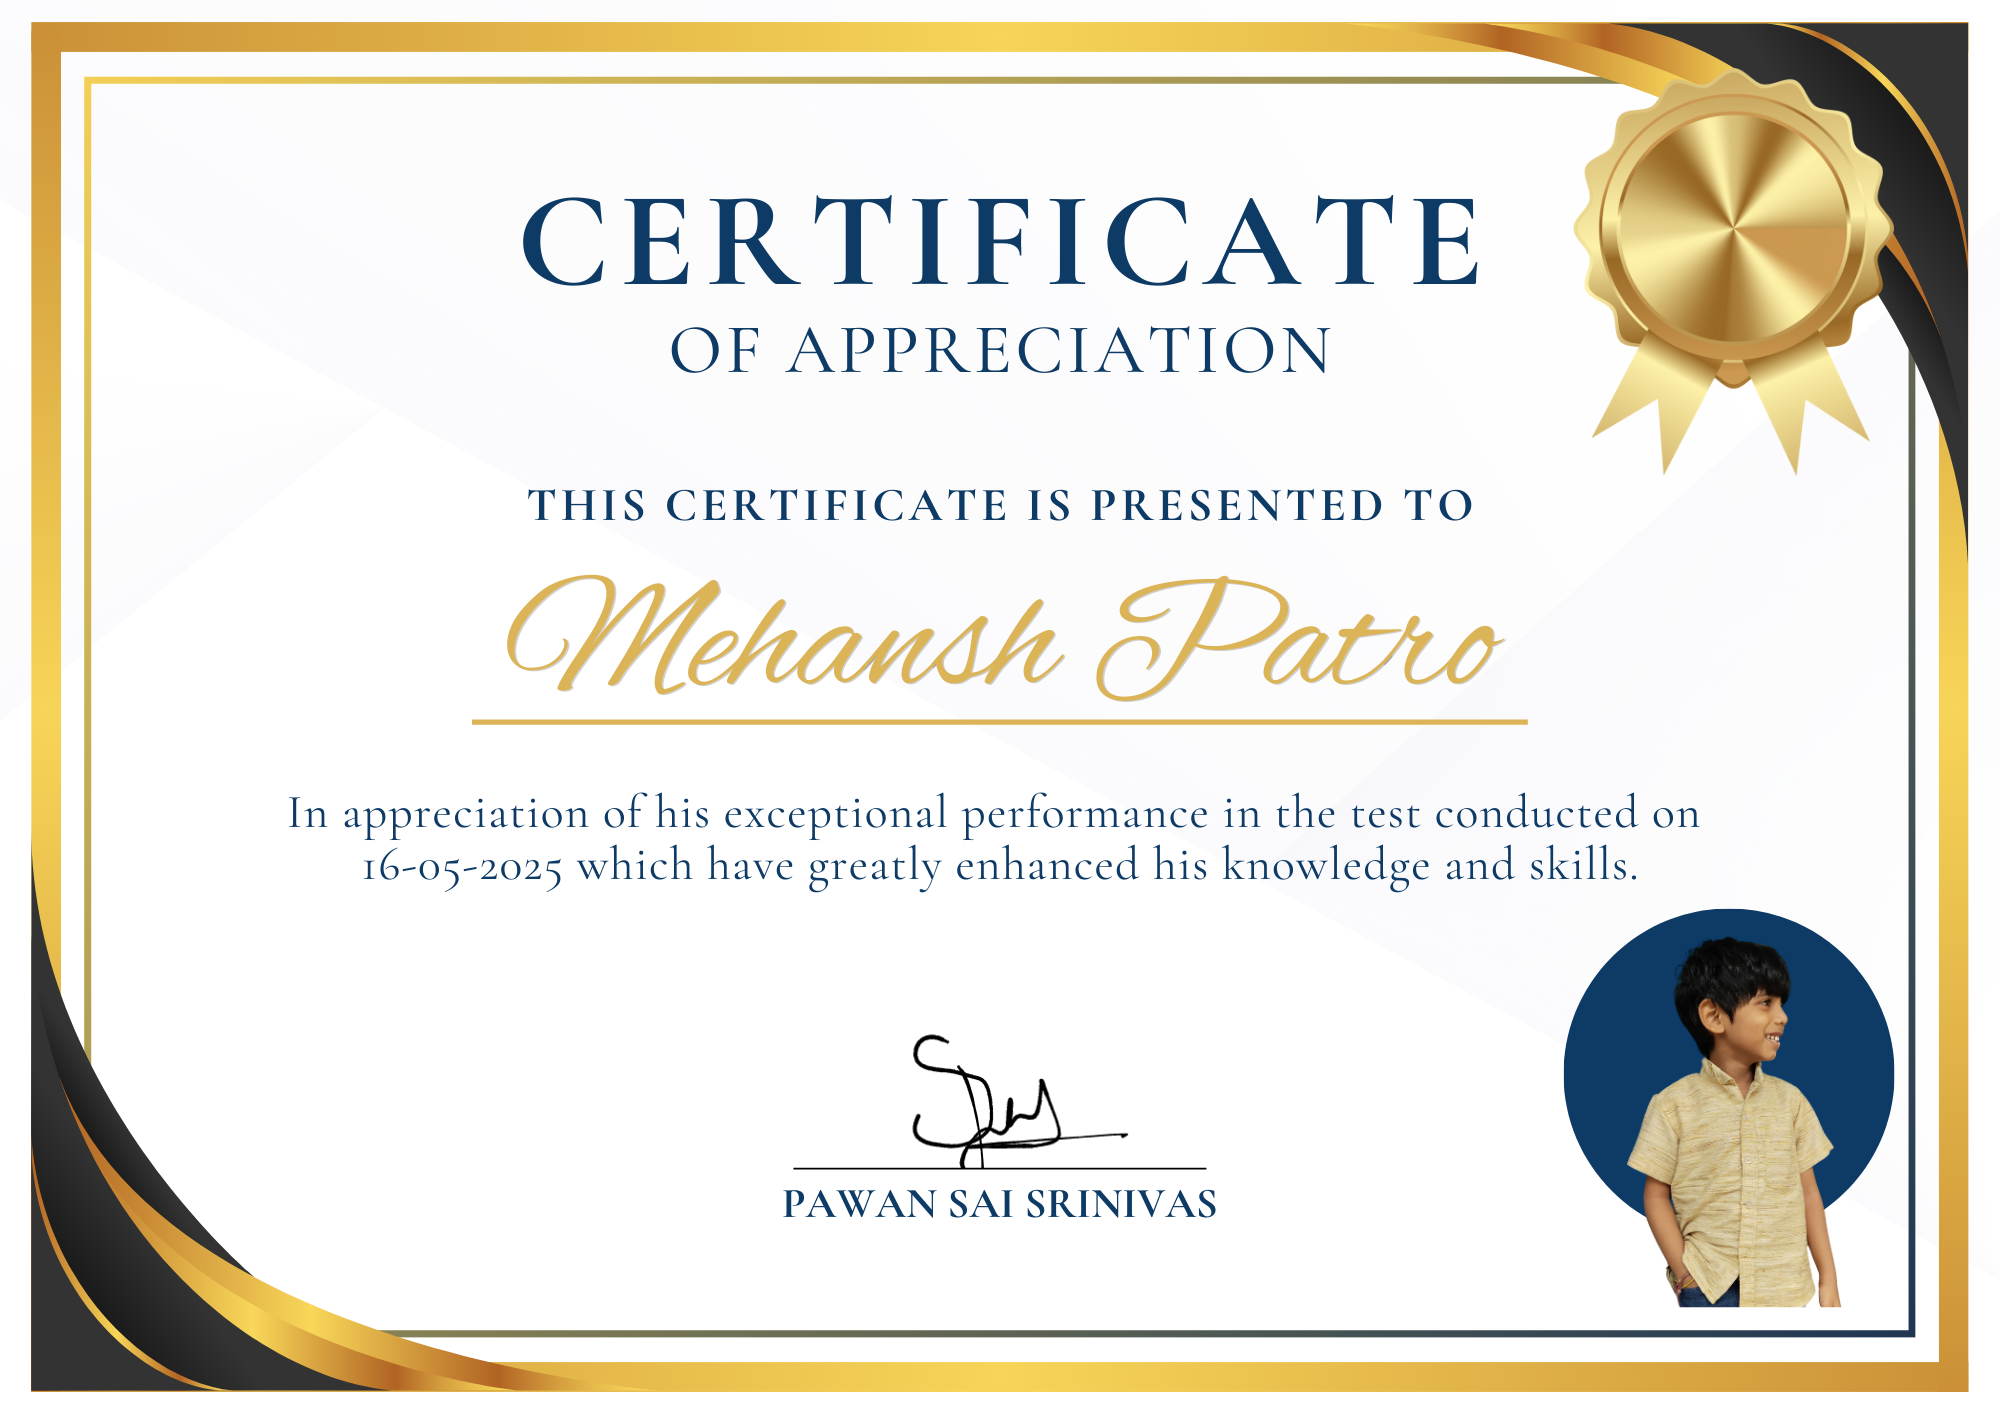 CERTIFICATE
OF APPRECIATION
THIS CERTIFICATE IS PRESENTED TO
Mehansh Patro
In appreciation of his exceptional performance in the test conducted on
16-05-2025 which have greatly enhanced his knowledge and skills.
PAWAN SAI SRINIVAS